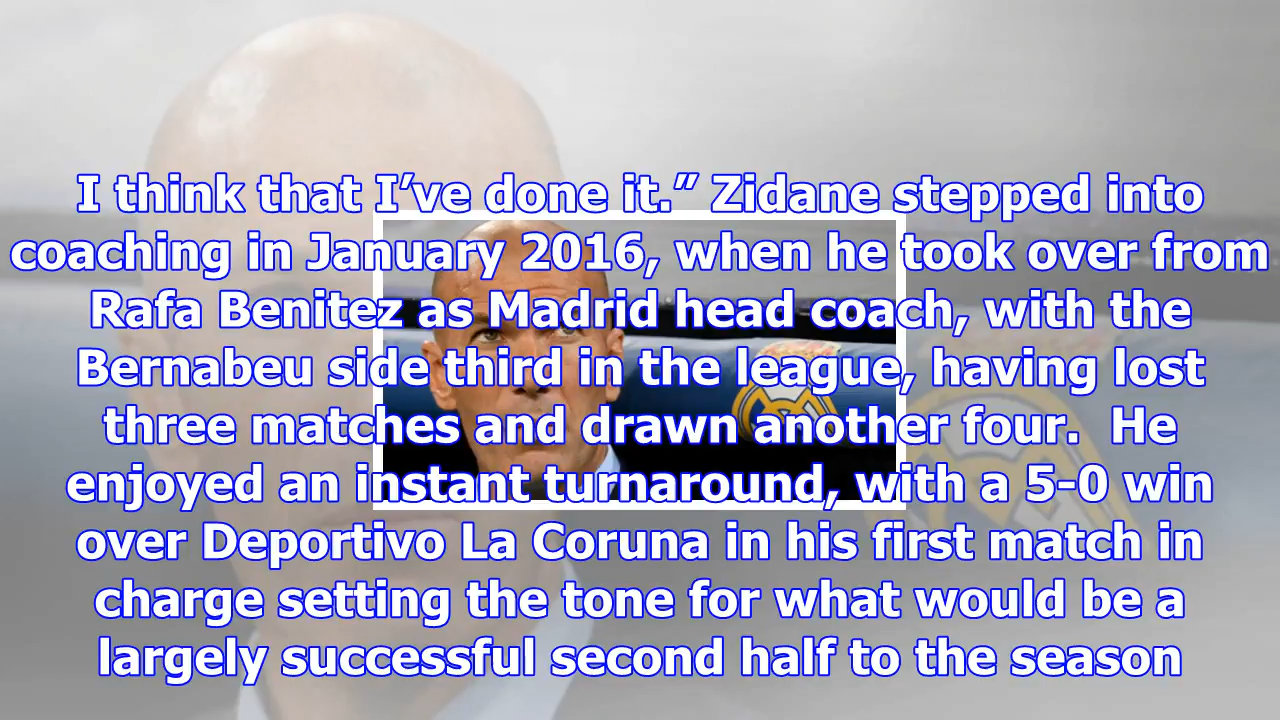 I think that I’ve done it.” Zidane stepped into
coaching in January 2016, when he took over from
Rafa Benitez as Madrid head coach, with the
Bernabeu side third in the league, having lost
three matches and drawn another four.  He
enjoyed an instant turnaround, with a 5-0 win
over Deportivo La Coruna in his first match in
charge setting the tone for what would be a
largely successful second half to the season